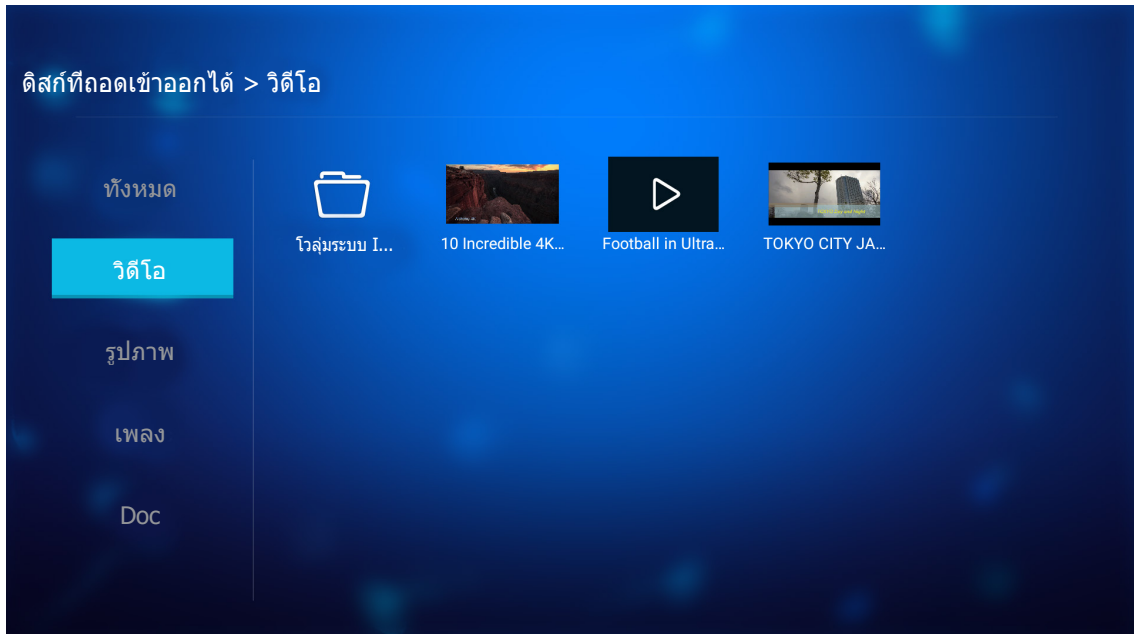 ดิสก์ที่ถอดเข้าออกได้ > วิดีโอ
ทั้งหมด
วิดีโอ
รูปภาพ
เพลง
Doc
โวลุ่มระบบ I...
10 Incredible 4K...
Football in Ultra...
TOKYO CITY JA...